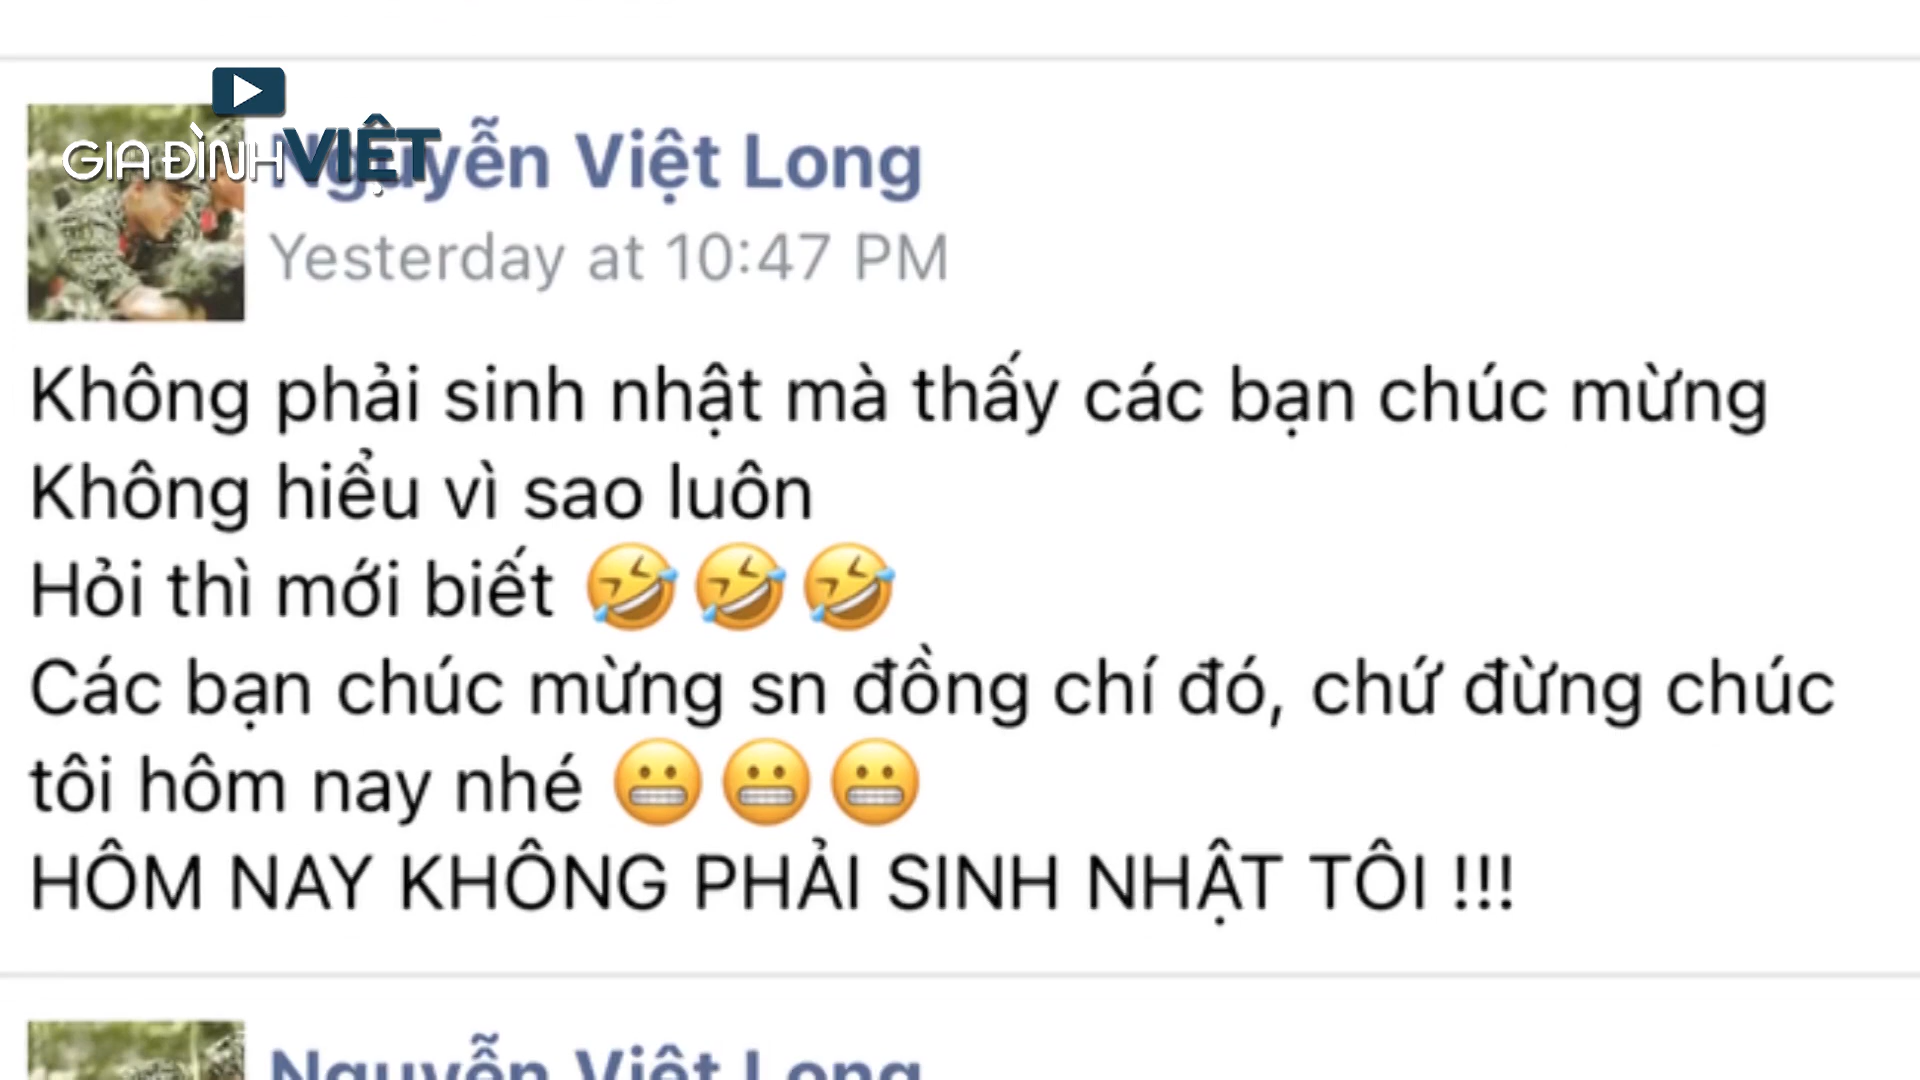 GIA ĐÌNH VIỆT
Nguyễn Việt Long
Yesterday at 10:47 PM
Không phải sinh nhật mà thấy các bạn chúc mừng
Không hiểu vì sao luôn
Hỏi thì mới biết 🤣🤣🤣
Các bạn chúc mừng sn đồng chí đó, chứ đừng chúc
tôi hôm nay nhé 😬😬😬
HÔM NAY KHÔNG PHẢI SINH NHẬT TÔI !!!
Nguyễn Việt Long